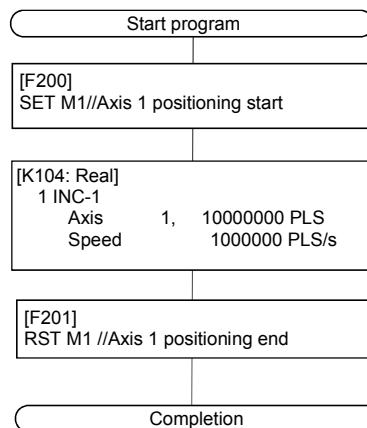 Start program
[F200]
SET M1//Axis 1 positioning start
[K104: Real]
1 INC-1
Axis 1, 10000000 PLS
Speed 1000000 PLS/s
[F201]
RST M1 //Axis 1 positioning end
Completion